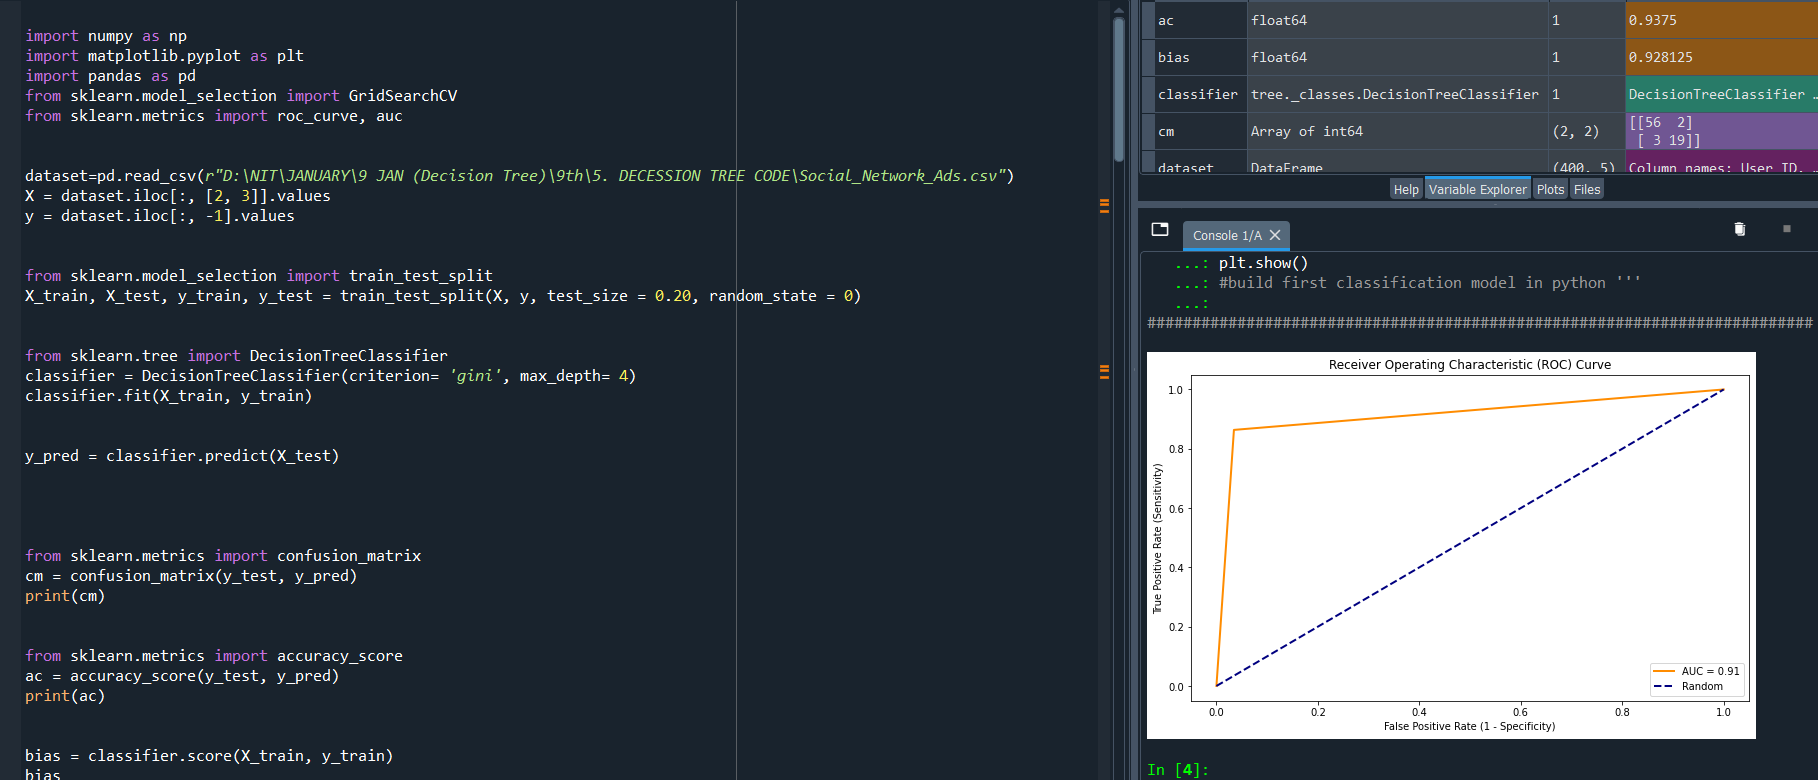 import numpy as np
import matplotlib.pyplot as plt
import pandas as pd
from sklearn.model_selection import GridSearchCV
from sklearn.metrics import roc_curve, auc
dataset=pd.read_csv(r"D:\NIT\JANUARY\9 JAN (Decision Tree)\9th\5. DECESSION TREE CODE\Social_Network_Ads.csv")
X = dataset.iloc[:, [2, 3]].values
y = dataset.iloc[:, -1].values
from sklearn.model_selection import train_test_split
X_train, X_test, y_train, y_test = train_test_split(X, y, test_size = 0.20, random_state = 0)
from sklearn.tree import DecisionTreeClassifier
classifier = DecisionTreeClassifier(criterion= 'gini', max_depth= 4)
classifier.fit(X_train, y_train)
y_pred = classifier.predict(X_test)
from sklearn.metrics import confusion_matrix
cm = confusion_matrix(y_test, y_pred)
print(cm)
from sklearn.metrics import accuracy_score
ac = accuracy_score(y_test, y_pred)
print(ac)
bias = classifier.score(X_train, y_train)
bias
ac float64 1 0.9375
bias float64 1 0.928125
classifier tree._classes.DecisionTreeClassifier 1 DecisionTreeClassifier …
cm Array of int64 (2, 2) [[56 2]
[ 3 19]]
dataset DataFrame (400, 5) Column names: User ID, …
Help Variable Explorer Plots Files
Console 1/A
...: plt.show()
...: #build first classification model in python '''
...:
##########################################################################
Receiver Operating Characteristic (ROC) Curve
True Positive Rate (Sensitivity)
1.0
0.8
0.6
0.4
0.2
0.0
AUC = 0.91
Random
0.0 0.2 0.4 0.6 0.8 1.0
False Positive Rate (1 - Specificity)
In [4]: